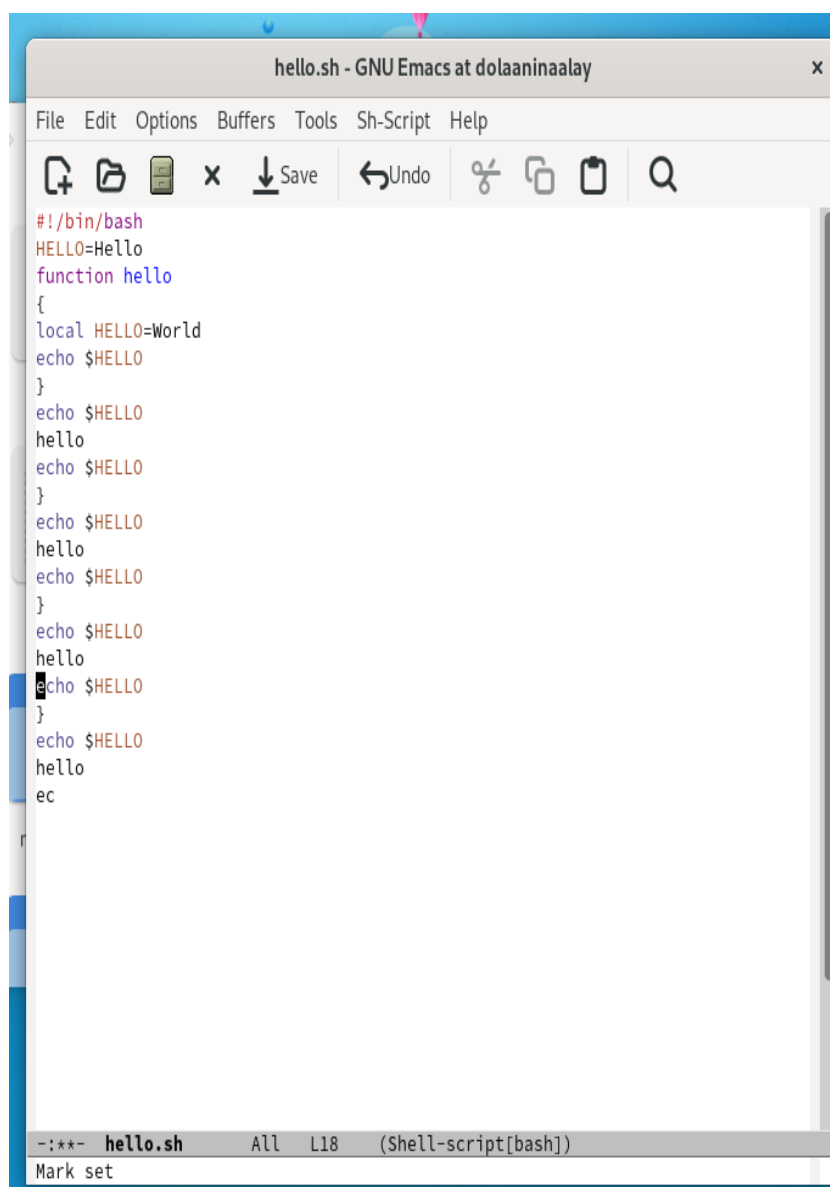 hello.sh - GNU Emacs at dolaaninaalay
File Edit Options Buffers Tools Sh-Script Help
Save Undo
#!/bin/bash
HELLO=Hello
function hello
{
local HELLO=World
echo $HELLO
}
echo $HELLO
hello
echo $HELLO
}
echo $HELLO
hello
echo $HELLO
}
echo $HELLO
hello
echo $HELLO
}
echo $HELLO
hello
ec
-:**- hello.sh All L18 (Shell-script[bash])
Mark set